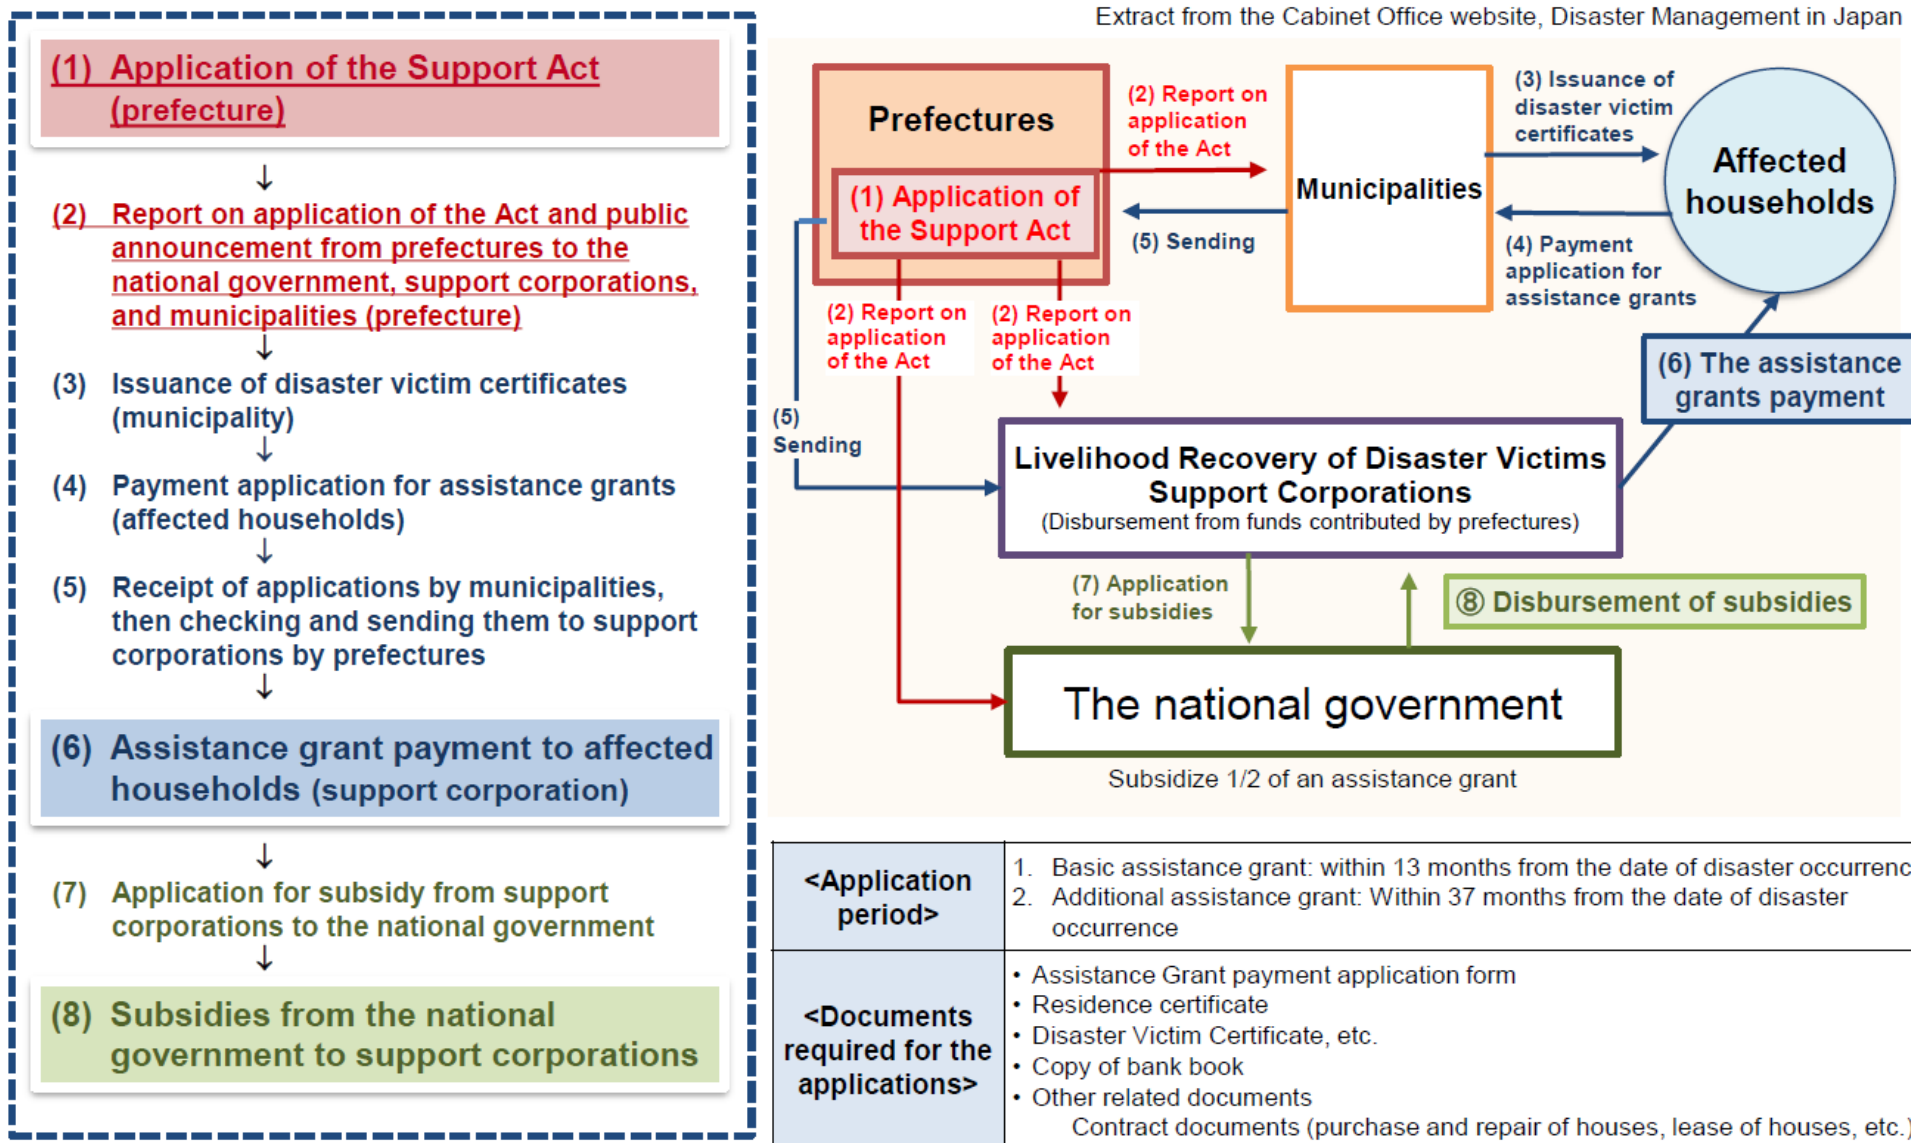 Extract from the Cabinet Office website, Disaster Management in Japan
(1) Application of the Support Act
(prefecture)
↓
(2) Report on application of the Act and public
announcement from prefectures to the
national government, support corporations,
and municipalities (prefecture)
↓
(3) Issuance of disaster victim certificates
(municipality)
↓
(4) Payment application for assistance grants
(affected households)
↓
(5) Receipt of applications by municipalities,
then checking and sending them to support
corporations by prefectures
↓
(6) Assistance grant payment to affected
households (support corporation)
↓
(7) Application for subsidy from support
corporations to the national government
↓
(8) Subsidies from the national
government to support corporations
Prefectures
(1) Application of
the Support Act
(2) Report on
application
of the Act
(5) Sending
Municipalities
(3) Issuance of
disaster victim
certificates
(4) Payment
application for
assistance grants
Affected
households
(2) Report on
application
of the Act
(2) Report on
application
of the Act
(5)
Sending
(6) The assistance
grants payment
Livelihood Recovery of Disaster Victims
Support Corporations
(Disbursement from funds contributed by prefectures)
(7) Application
for subsidies
⑧ Disbursement of subsidies
The national government
Subsidize 1/2 of an assistance grant
<Application
period>
1. Basic assistance grant: within 13 months from the date of disaster occurrenc
2. Additional assistance grant: Within 37 months from the date of disaster
occurrence
<Documents
required for the
applications>
• Assistance Grant payment application form
• Residence certificate
• Disaster Victim Certificate, etc.
• Copy of bank book
• Other related documents
Contract documents (purchase and repair of houses, lease of houses, etc.)